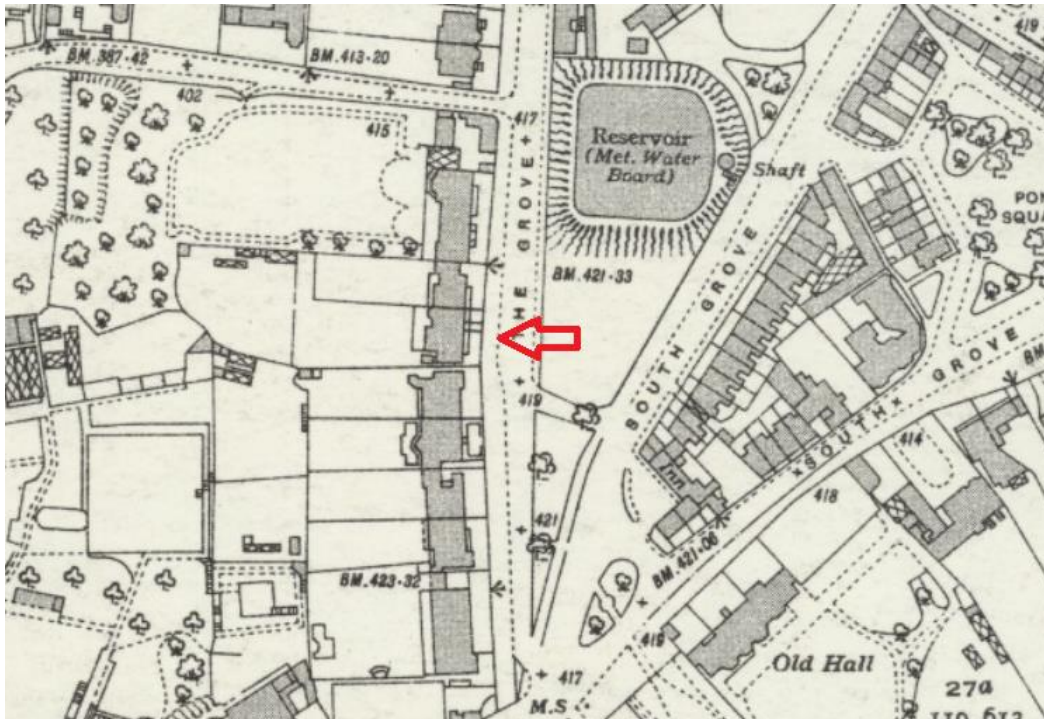 BM.387·42
BM.413·20
402
415
417
419
Reservoir
(Met. Water
Board)
Shaft
THE GROVE
BM.421·33
SOUTH GROVE
SOUTH GROVE
419
Inn
414
418
421
BM.421·06
BM.423·32
419
Old Hall
417
M.S
27a